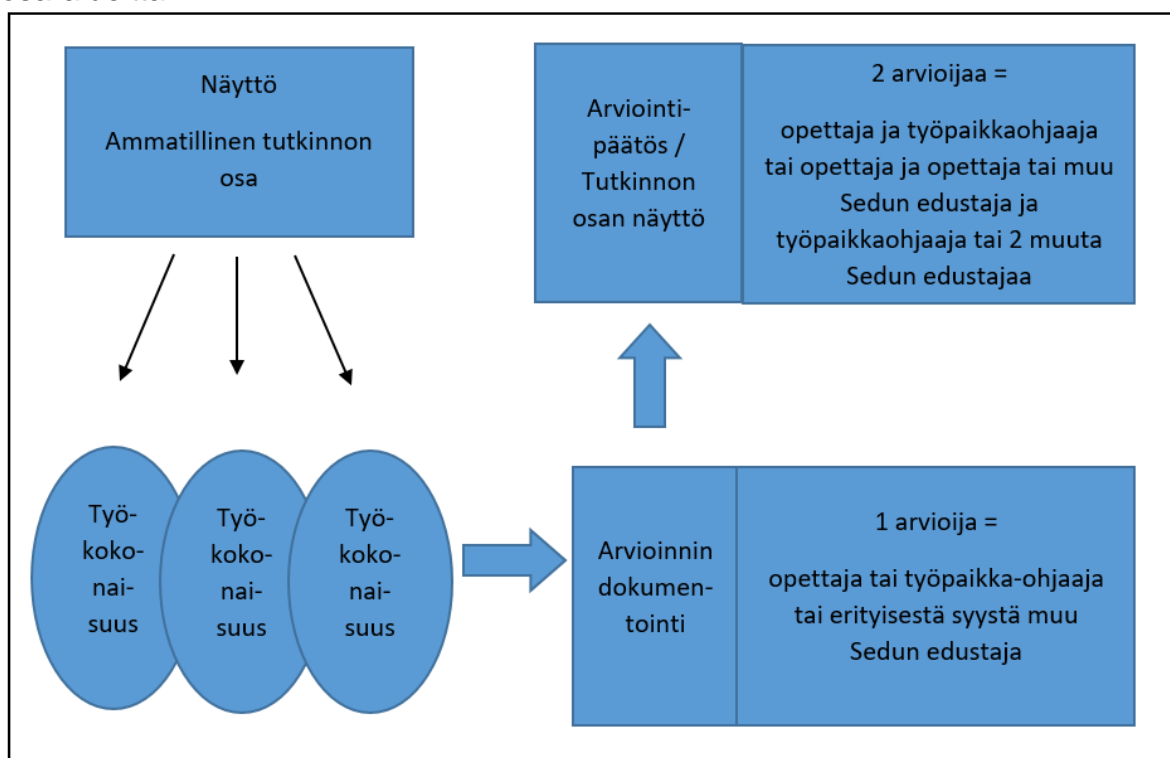 Näyttö
Ammatillinen tutkinnon
osa
Arviointi-
päätös /
Tutkinnon
osan näyttö
2 arvioijaa =
opettaja ja työpaikkaohjaaja
tai opettaja ja opettaja tai muu
Sedun edustaja ja
työpaikkaohjaaja tai 2 muuta
Sedun edustajaa
Työ-
koko-
nai-
suus
Työ-
koko-
nai-
suus
Työ-
koko-
nai-
suus
Arvioinnin
dokumen-
tointi
1 arvioija =
opettaja tai työpaikka-ohjaaja
tai erityisestä syystä muu
Sedun edustaja